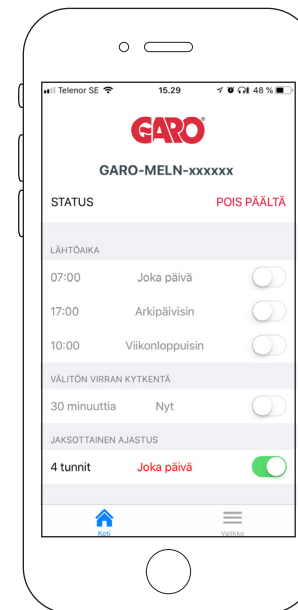 Telenor SE 15.29 48 %
GARO
GARO-MELN-xxxxxx
STATUS POIS PÄÄLTÄ
LÄHTÖAIKA
07:00 Joka päivä
17:00 Arkipäivisin
10:00 Viikonloppuisin
VÄLITÖN VIRRAN KYTKENTÄ
30 minuuttia Nyt
JAKSOTTAINEN AJASTUS
4 tunnit Joka päivä
Koti Valikko